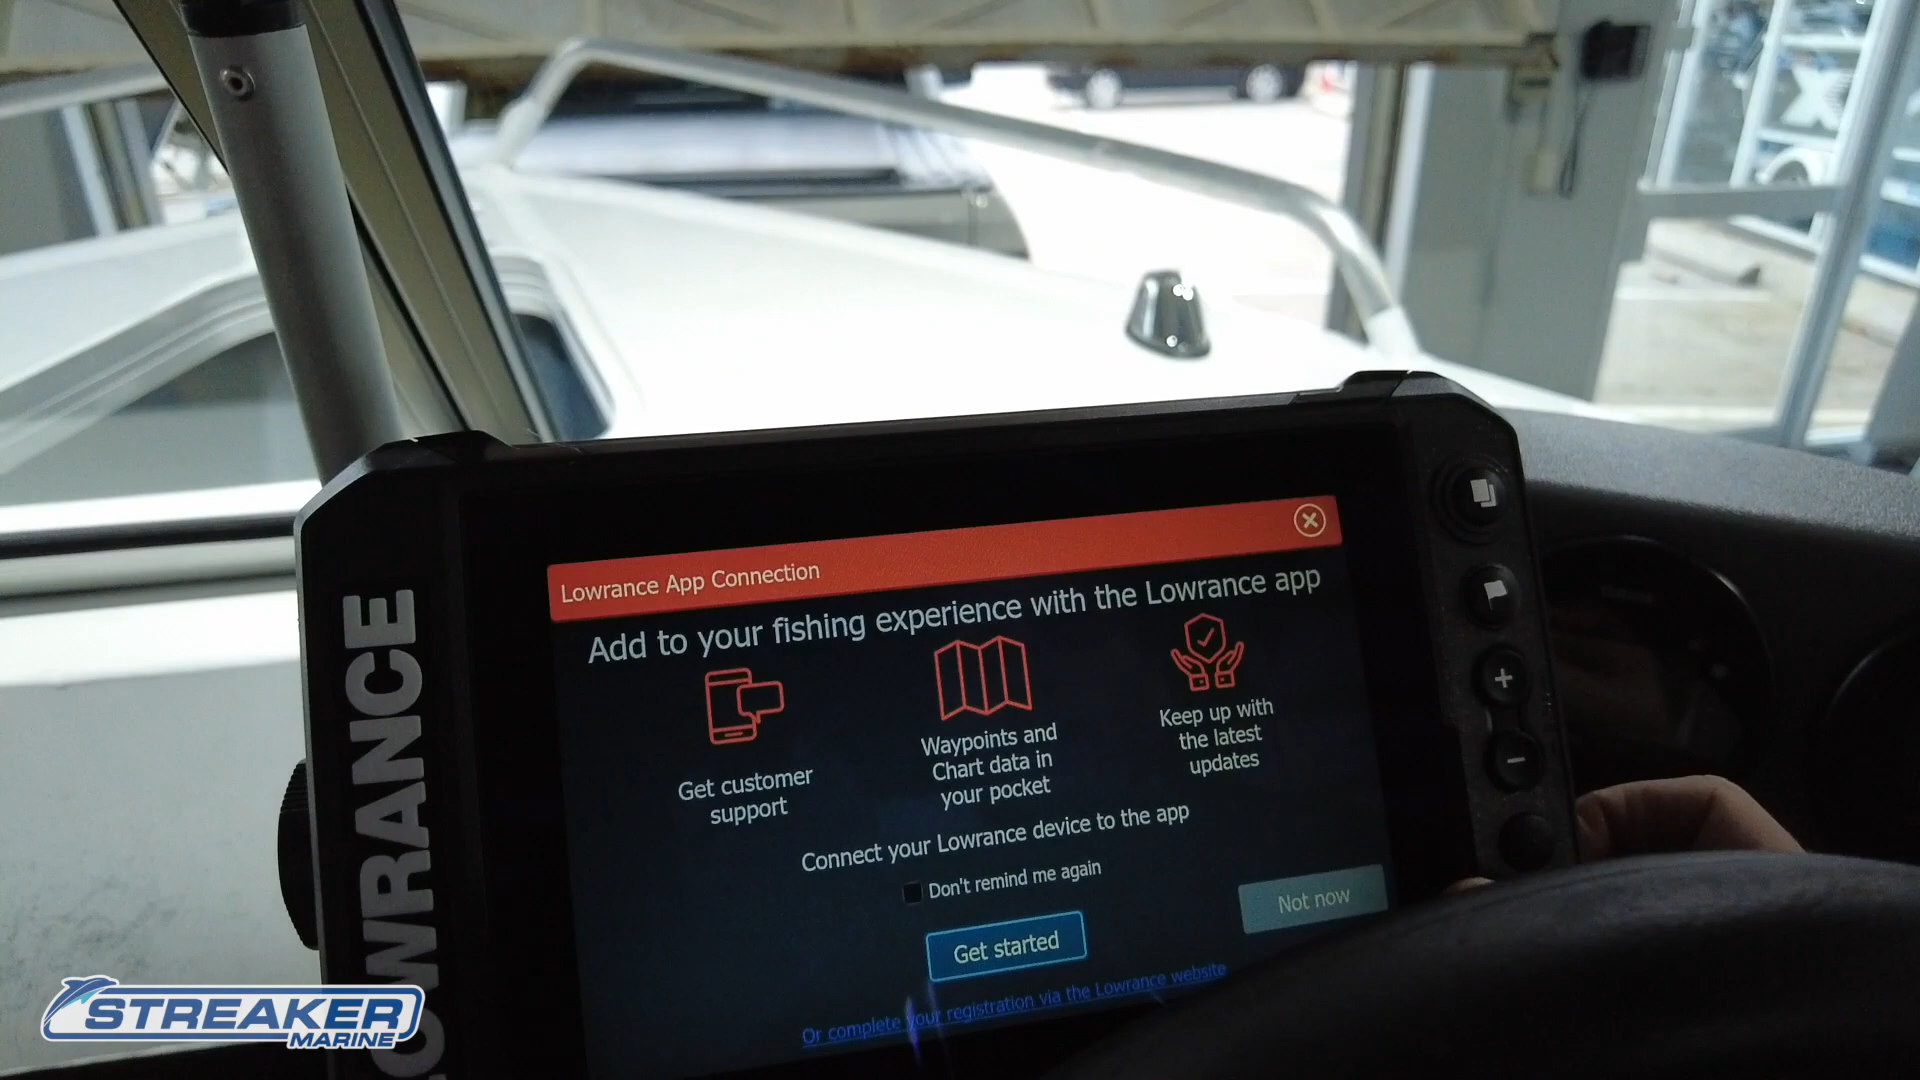 Lowrance App Connection
Add to your fishing experience with the Lowrance app
Get customer
support
Waypoints and
Chart data in
your pocket
Keep up with
the latest
updates
Connect your Lowrance device to the app
Don't remind me again
Get started
Not now
Or complete your registration via the Lowrance website
LOWRANCE
STREAKER
MARINE